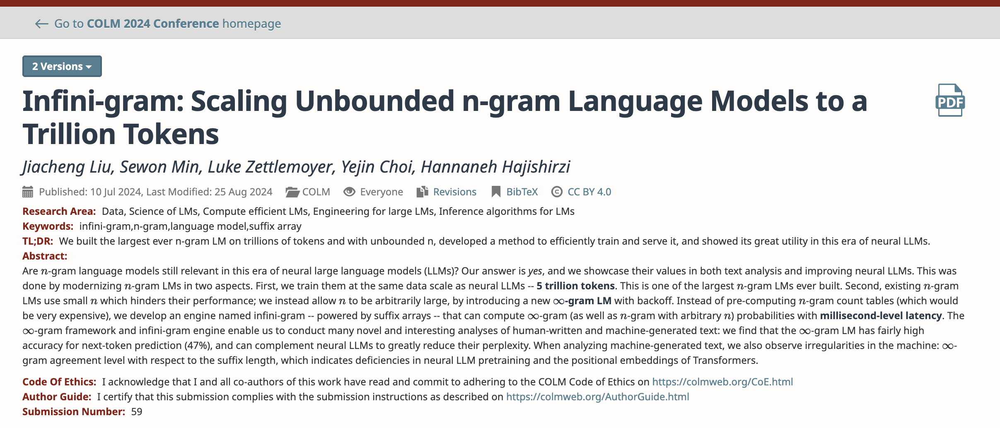 ← Go to COLM 2024 Conference homepage
2 Versions
Infini-gram: Scaling Unbounded n-gram Language Models to a
Trillion Tokens
PDF
Jiacheng Liu, Sewon Min, Luke Zettlemoyer, Yejin Choi, Hannaneh Hajishirzi
Published: 10 Jul 2024, Last Modified: 25 Aug 2024 COLM Everyone Revisions BibTeX © CC BY 4.0
Research Area: Data, Science of LMs, Compute efficient LMs, Engineering for large LMs, Inference algorithms for LMs
Keywords: infini-gram,n-gram,language model,suffix array
TL;DR: We built the largest ever n-gram LM on trillions of tokens and with unbounded n, developed a method to efficiently train and serve it, and showed its great utility in this era of neural LLMs.
Abstract:
Are n-gram language models still relevant in this era of neural large language models (LLMs)? Our answer is yes, and we showcase their values in both text analysis and improving neural LLMs. This was
done by modernizing n-gram LMs in two aspects. First, we train them at the same data scale as neural LLMs -- 5 trillion tokens. This is one of the largest n-gram LMs ever built. Second, existing n-gram
LMs use small n which hinders their performance; we instead allow n to be arbitrarily large, by introducing a new ∞-gram LM with backoff. Instead of pre-computing n-gram count tables (which would
be very expensive), we develop an engine named infini-gram -- powered by suffix arrays -- that can compute ∞-gram (as well as n-gram with arbitrary n) probabilities with millisecond-level latency. The
∞-gram framework and infini-gram engine enable us to conduct many novel and interesting analyses of human-written and machine-generated text: we find that the ∞-gram LM has fairly high
accuracy for next-token prediction (47%), and can complement neural LLMs to greatly reduce their perplexity. When analyzing machine-generated text, we also observe irregularities in the machine: ∞-
gram agreement level with respect to the suffix length, which indicates deficiencies in neural LLM pretraining and the positional embeddings of Transformers.
Code Of Ethics: I acknowledge that I and all co-authors of this work have read and commit to adhering to the COLM Code of Ethics on https://colmweb.org/CoE.html
Author Guide: I certify that this submission complies with the submission instructions as described on https://colmweb.org/AuthorGuide.html
Submission Number: 59